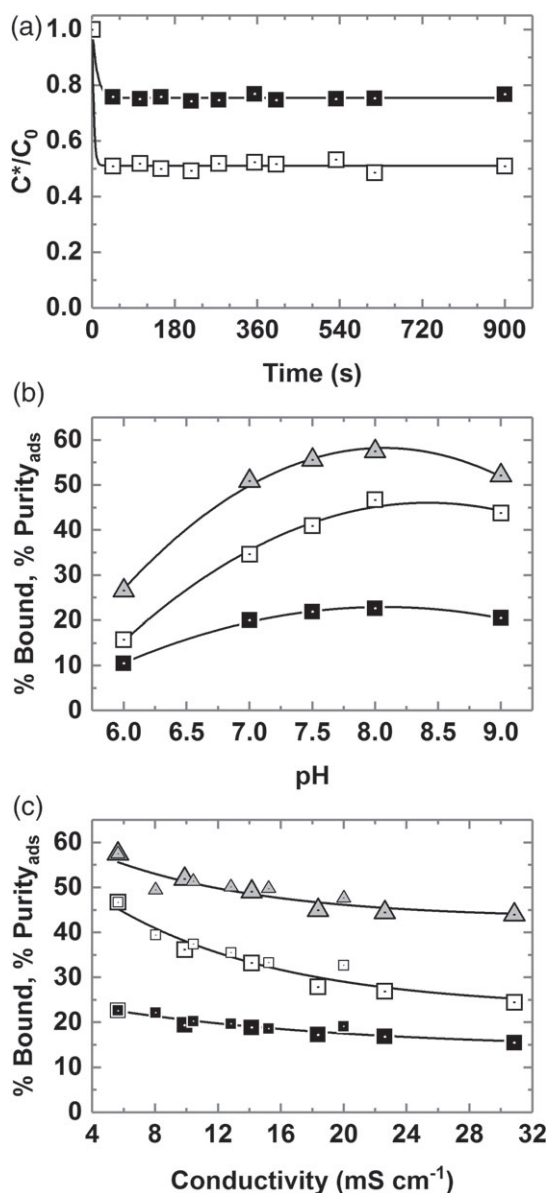 (a)
1.0
0.8
0.6
0.4
0.2
0.0
C*/C₀
0 180 360 540 720 900
Time (s)
(b)
60
50
40
30
20
10
0
% Bound, % Purity_ads
6.0 6.5 7.0 7.5 8.0 8.5 9.0
pH
(c)
60
50
40
30
20
10
0
% Bound, % Purity_ads
4 8 12 16 20 24 28 32
Conductivity (mS cm⁻¹)